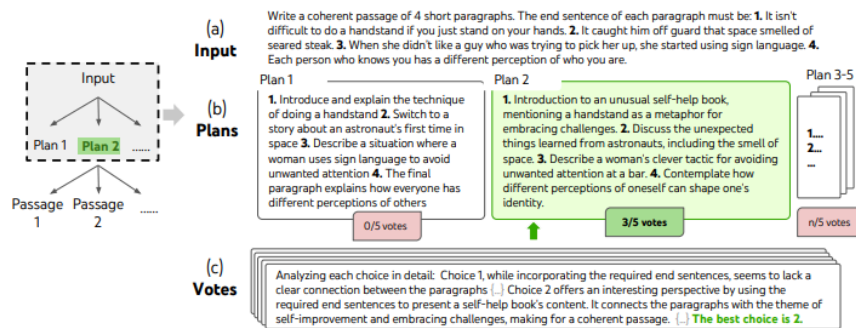 (a)
Input
Write a coherent passage of 4 short paragraphs. The end sentence of each paragraph must be: 1. It isn't
difficult to do a handstand if you just stand on your hands. 2. It caught him off guard that space smelled of
seared steak. 3. When she didn't like a guy who was trying to pick her up, she started using sign language. 4.
Each person who knows you has a different perception of who you are.
Input
Plan 1
Plan 2
......
Passage
1
Passage
2
......
(b)
Plans
Plan 1
1. Introduce and explain the technique
of doing a handstand 2. Switch to a
story about an astronaut's first time in
space 3. Describe a situation where a
woman uses sign language to avoid
unwanted attention 4. The final
paragraph explains how everyone has
different perceptions of others
0/5 votes
Plan 2
1. Introduction to an unusual self-help book,
mentioning a handstand as a metaphor for
embracing challenges. 2. Discuss the unexpected
things learned from astronauts, including the smell of
space. 3. Describe a woman's clever tactic for avoiding
unwanted attention at a bar. 4. Contemplate how
different perceptions of oneself can shape one's
identity.
3/5 votes
Plan 3-5
1....
2...
...
n/5 votes
(c)
Votes
Analyzing each choice in detail: Choice 1, while incorporating the required end sentences, seems to lack a
clear connection between the paragraphs {...} Choice 2 offers an interesting perspective by using the
required end sentences to present a self-help book's content. It connects the paragraphs with the theme of
self-improvement and embracing challenges, making for a coherent passage. {...} The best choice is 2.